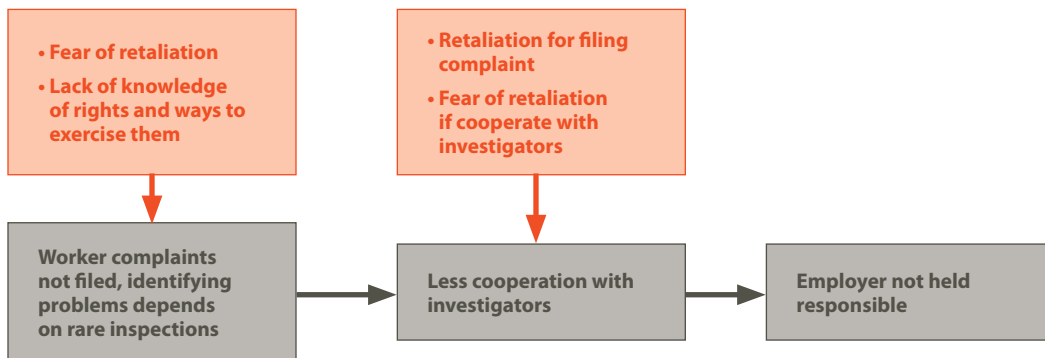 • Fear of retaliation
• Lack of knowledge
of rights and ways to
exercise them
• Retaliation for filing
complaint
• Fear of retaliation
if cooperate with
investigators
Worker complaints
not filed, identifying
problems depends
on rare inspections
Less cooperation with
investigators
Employer not held
responsible